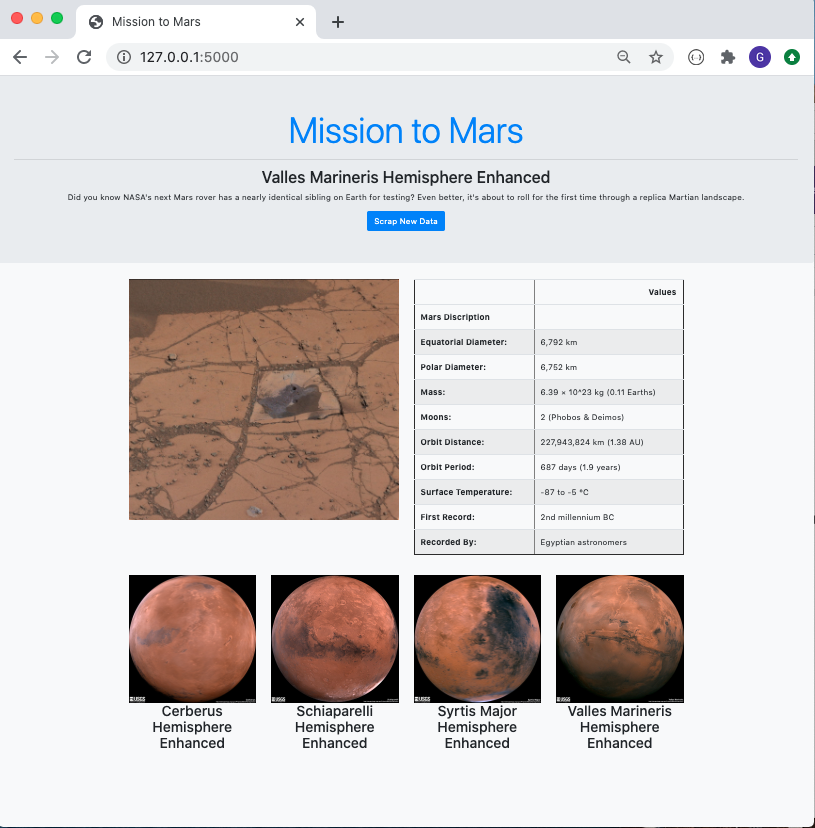 Mission to Mars
127.0.0.1:5000
G
Mission to Mars
Valles Marineris Hemisphere Enhanced
Did you know NASA's next Mars rover has a nearly identical sibling on Earth for testing? Even better, it's about to roll for the first time through a replica Martian landscape.
Scrap New Data
Values
Mars Discription
Equatorial Diameter: 6,792 km
Polar Diameter: 6,752 km
Mass: 6.39 × 10^23 kg (0.11 Earths)
Moons: 2 (Phobos & Deimos)
Orbit Distance: 227,943,824 km (1.38 AU)
Orbit Period: 687 days (1.9 years)
Surface Temperature: -87 to -5 °C
First Record: 2nd millennium BC
Recorded By: Egyptian astronomers
USGS USGS USGS USGS
Cerberus Schiaparelli Syrtis Major Valles Marineris
Hemisphere Hemisphere Hemisphere Hemisphere
Enhanced Enhanced Enhanced Enhanced